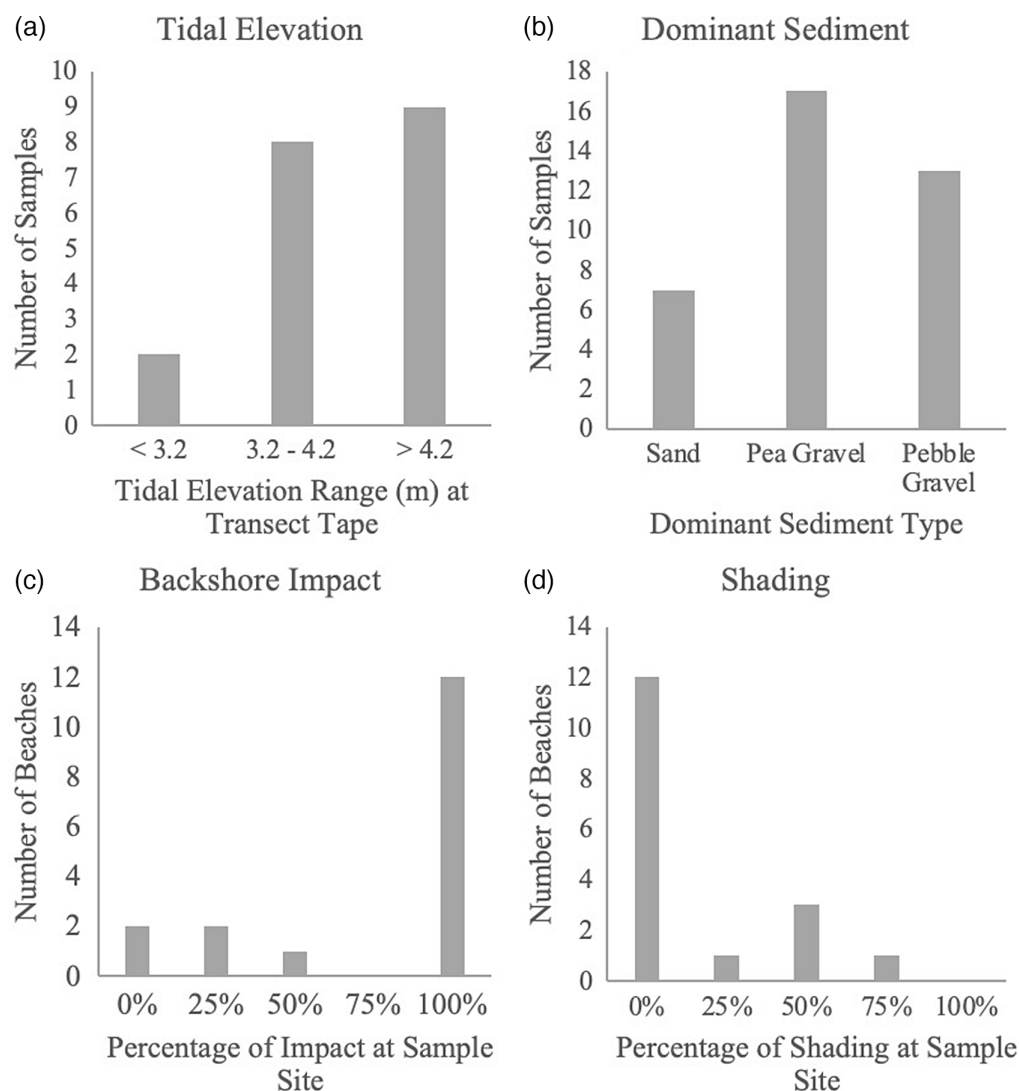 (a) Tidal Elevation
Number of Samples
10
9
8
7
6
5
4
3
2
1
0
< 3.2 3.2 - 4.2 > 4.2
Tidal Elevation Range (m) at
Transect Tape
(b) Dominant Sediment
Number of Samples
18
16
14
12
10
8
6
4
2
0
Sand Pea Gravel Pebble
Gravel
Dominant Sediment Type
(c) Backshore Impact
Number of Beaches
14
12
10
8
6
4
2
0
0% 25% 50% 75% 100%
Percentage of Impact at Sample
Site
(d) Shading
Number of Beaches
14
12
10
8
6
4
2
0
0% 25% 50% 75% 100%
Percentage of Shading at Sample
Site